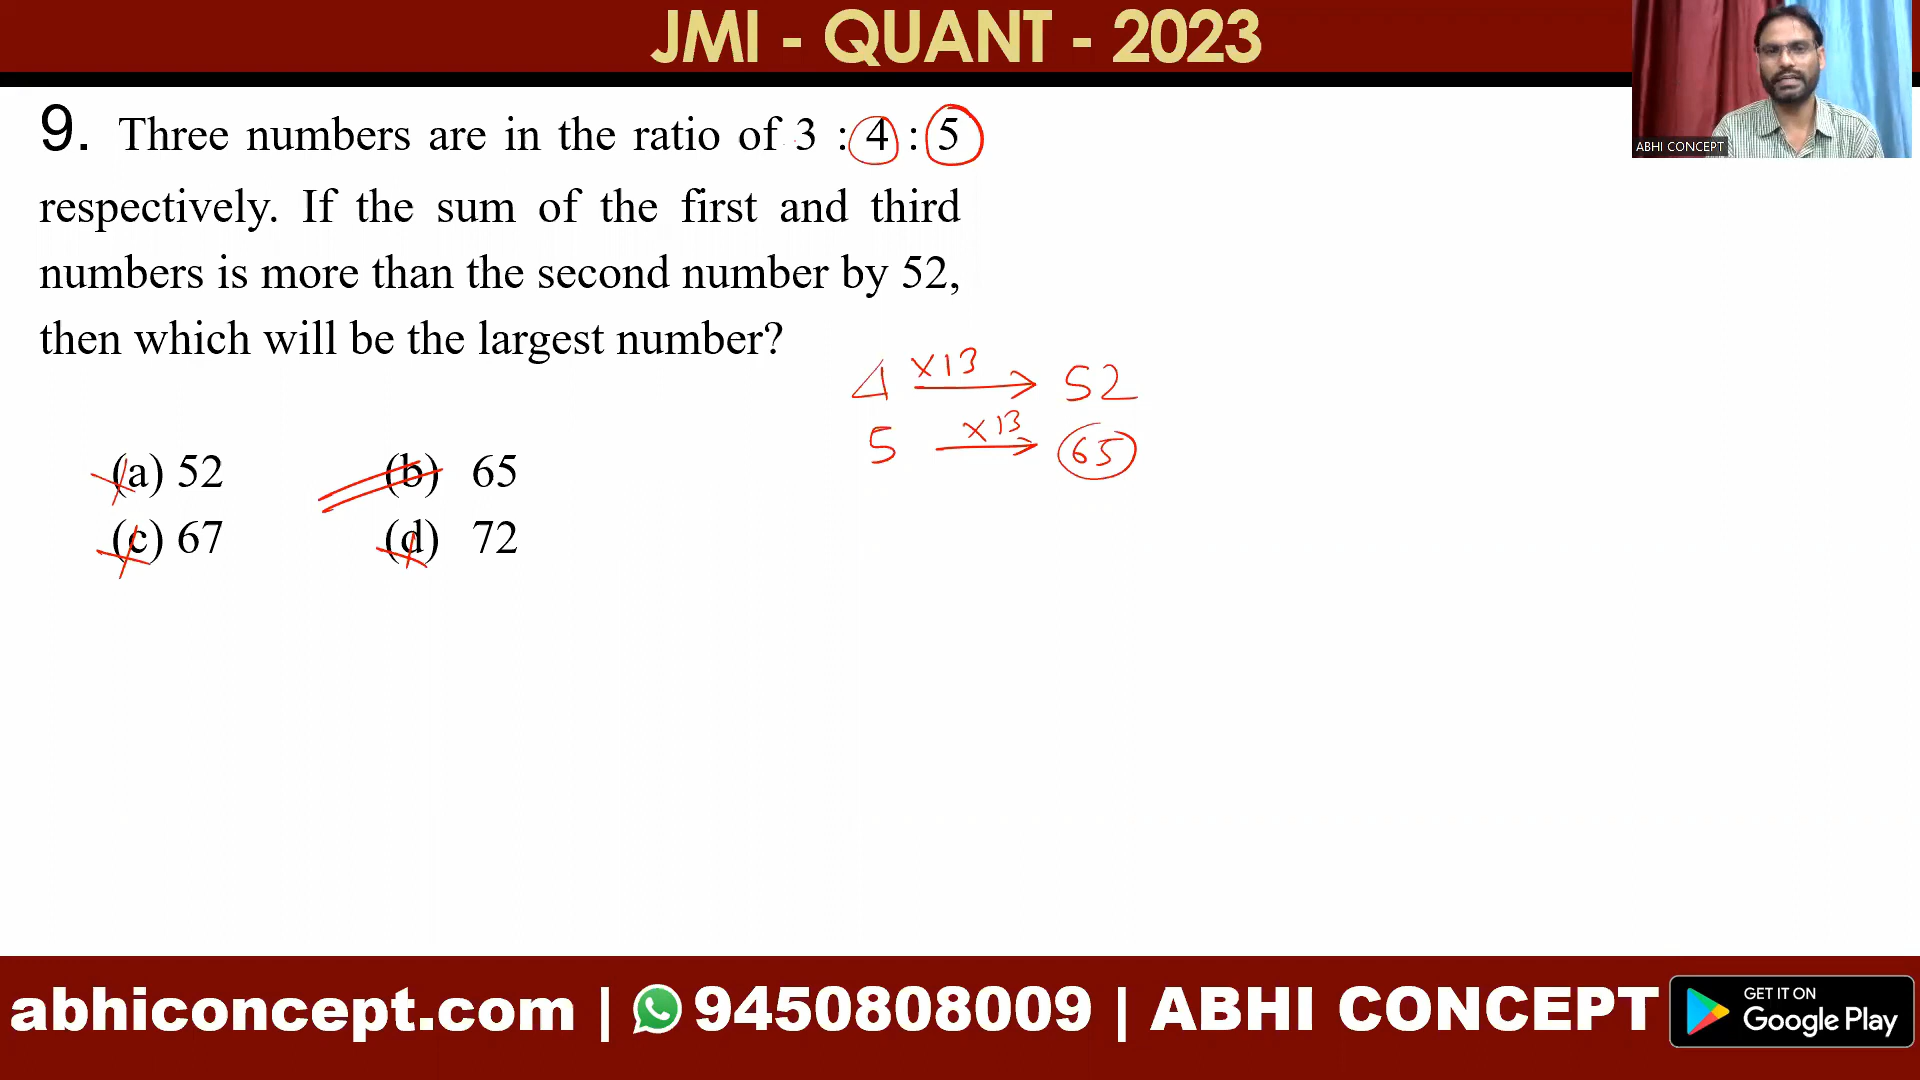 JMI - QUANT - 2023
ABHI CONCEPT
9. Three numbers are in the ratio of 3 : 4 : 5
respectively. If the sum of the first and third
numbers is more than the second number by 52,
then which will be the largest number?
4 ×13 → 52
5 ×13 → 65
(a) 52 (b) 65
(c) 67 (d) 72
abhiconcept.com | 9450808009 | ABHI CONCEPT
GET IT ON
Google Play